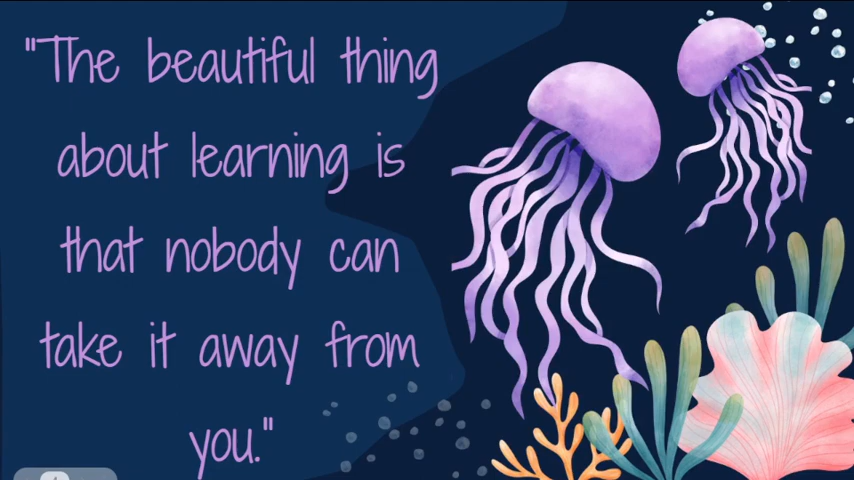 "The beautiful thing
about learning is
that nobody can
take it away from
you."